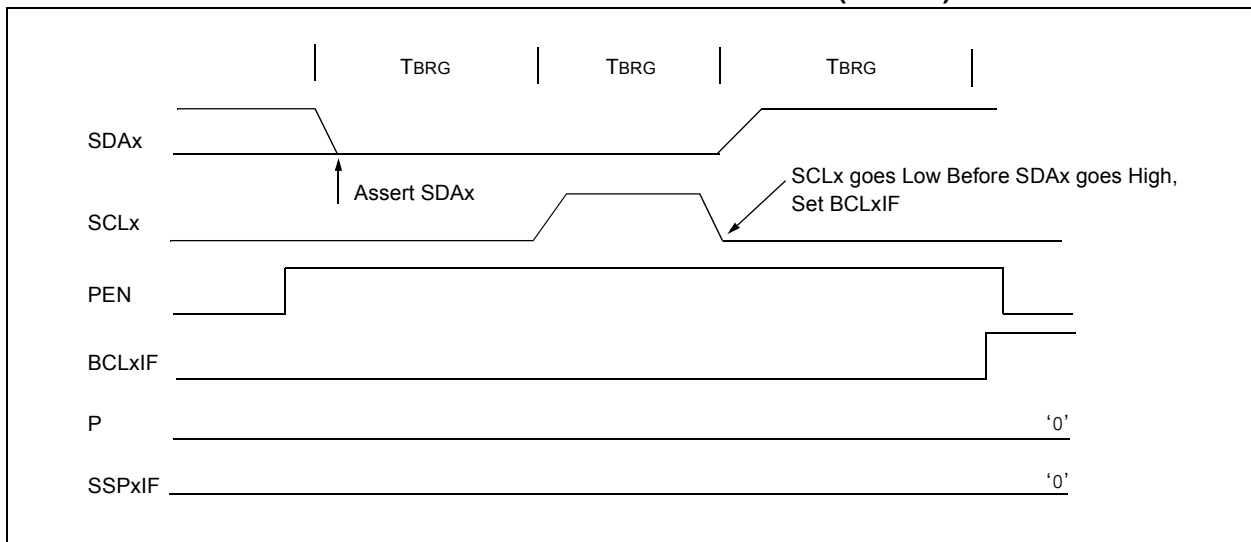 TBRG TBRG TBRG
SDAx
Assert SDAx
SCLx goes Low Before SDAx goes High,
Set BCLxIF
SCLx
PEN
BCLxIF
P '0'
SSPxIF '0'